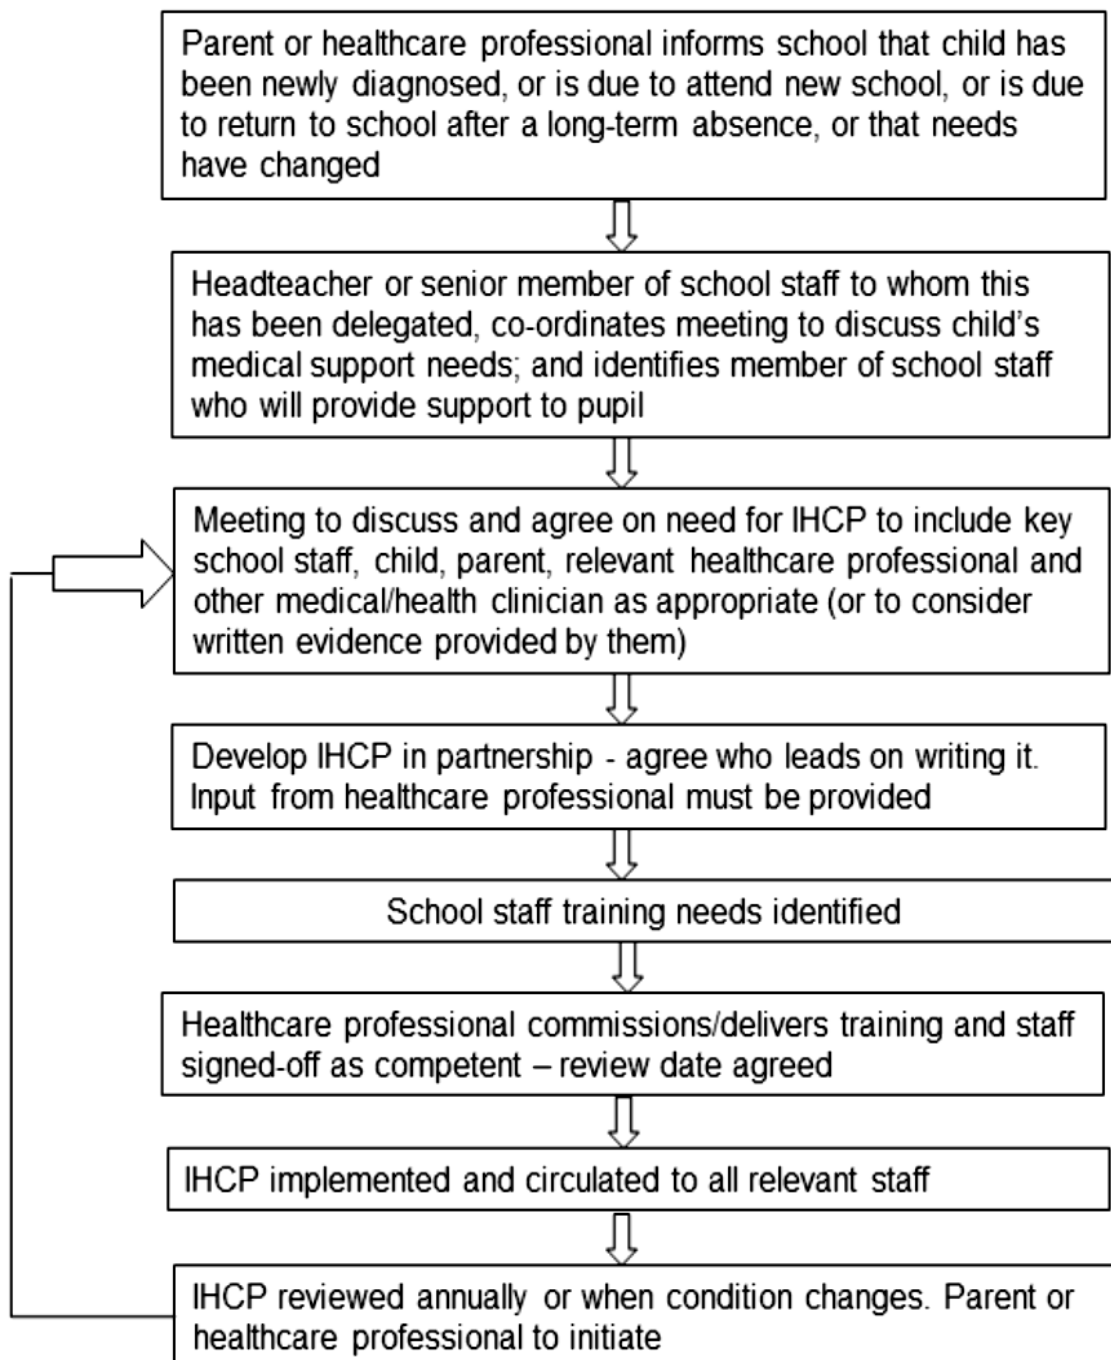 Parent or healthcare professional informs school that child has
been newly diagnosed, or is due to attend new school, or is due
to return to school after a long-term absence, or that needs
have changed
Headteacher or senior member of school staff to whom this
has been delegated, co-ordinates meeting to discuss child's
medical support needs; and identifies member of school staff
who will provide support to pupil
Meeting to discuss and agree on need for IHCP to include key
school staff, child, parent, relevant healthcare professional and
other medical/health clinician as appropriate (or to consider
written evidence provided by them)
Develop IHCP in partnership - agree who leads on writing it.
Input from healthcare professional must be provided
School staff training needs identified
Healthcare professional commissions/delivers training and staff
signed-off as competent – review date agreed
IHCP implemented and circulated to all relevant staff
IHCP reviewed annually or when condition changes. Parent or
healthcare professional to initiate